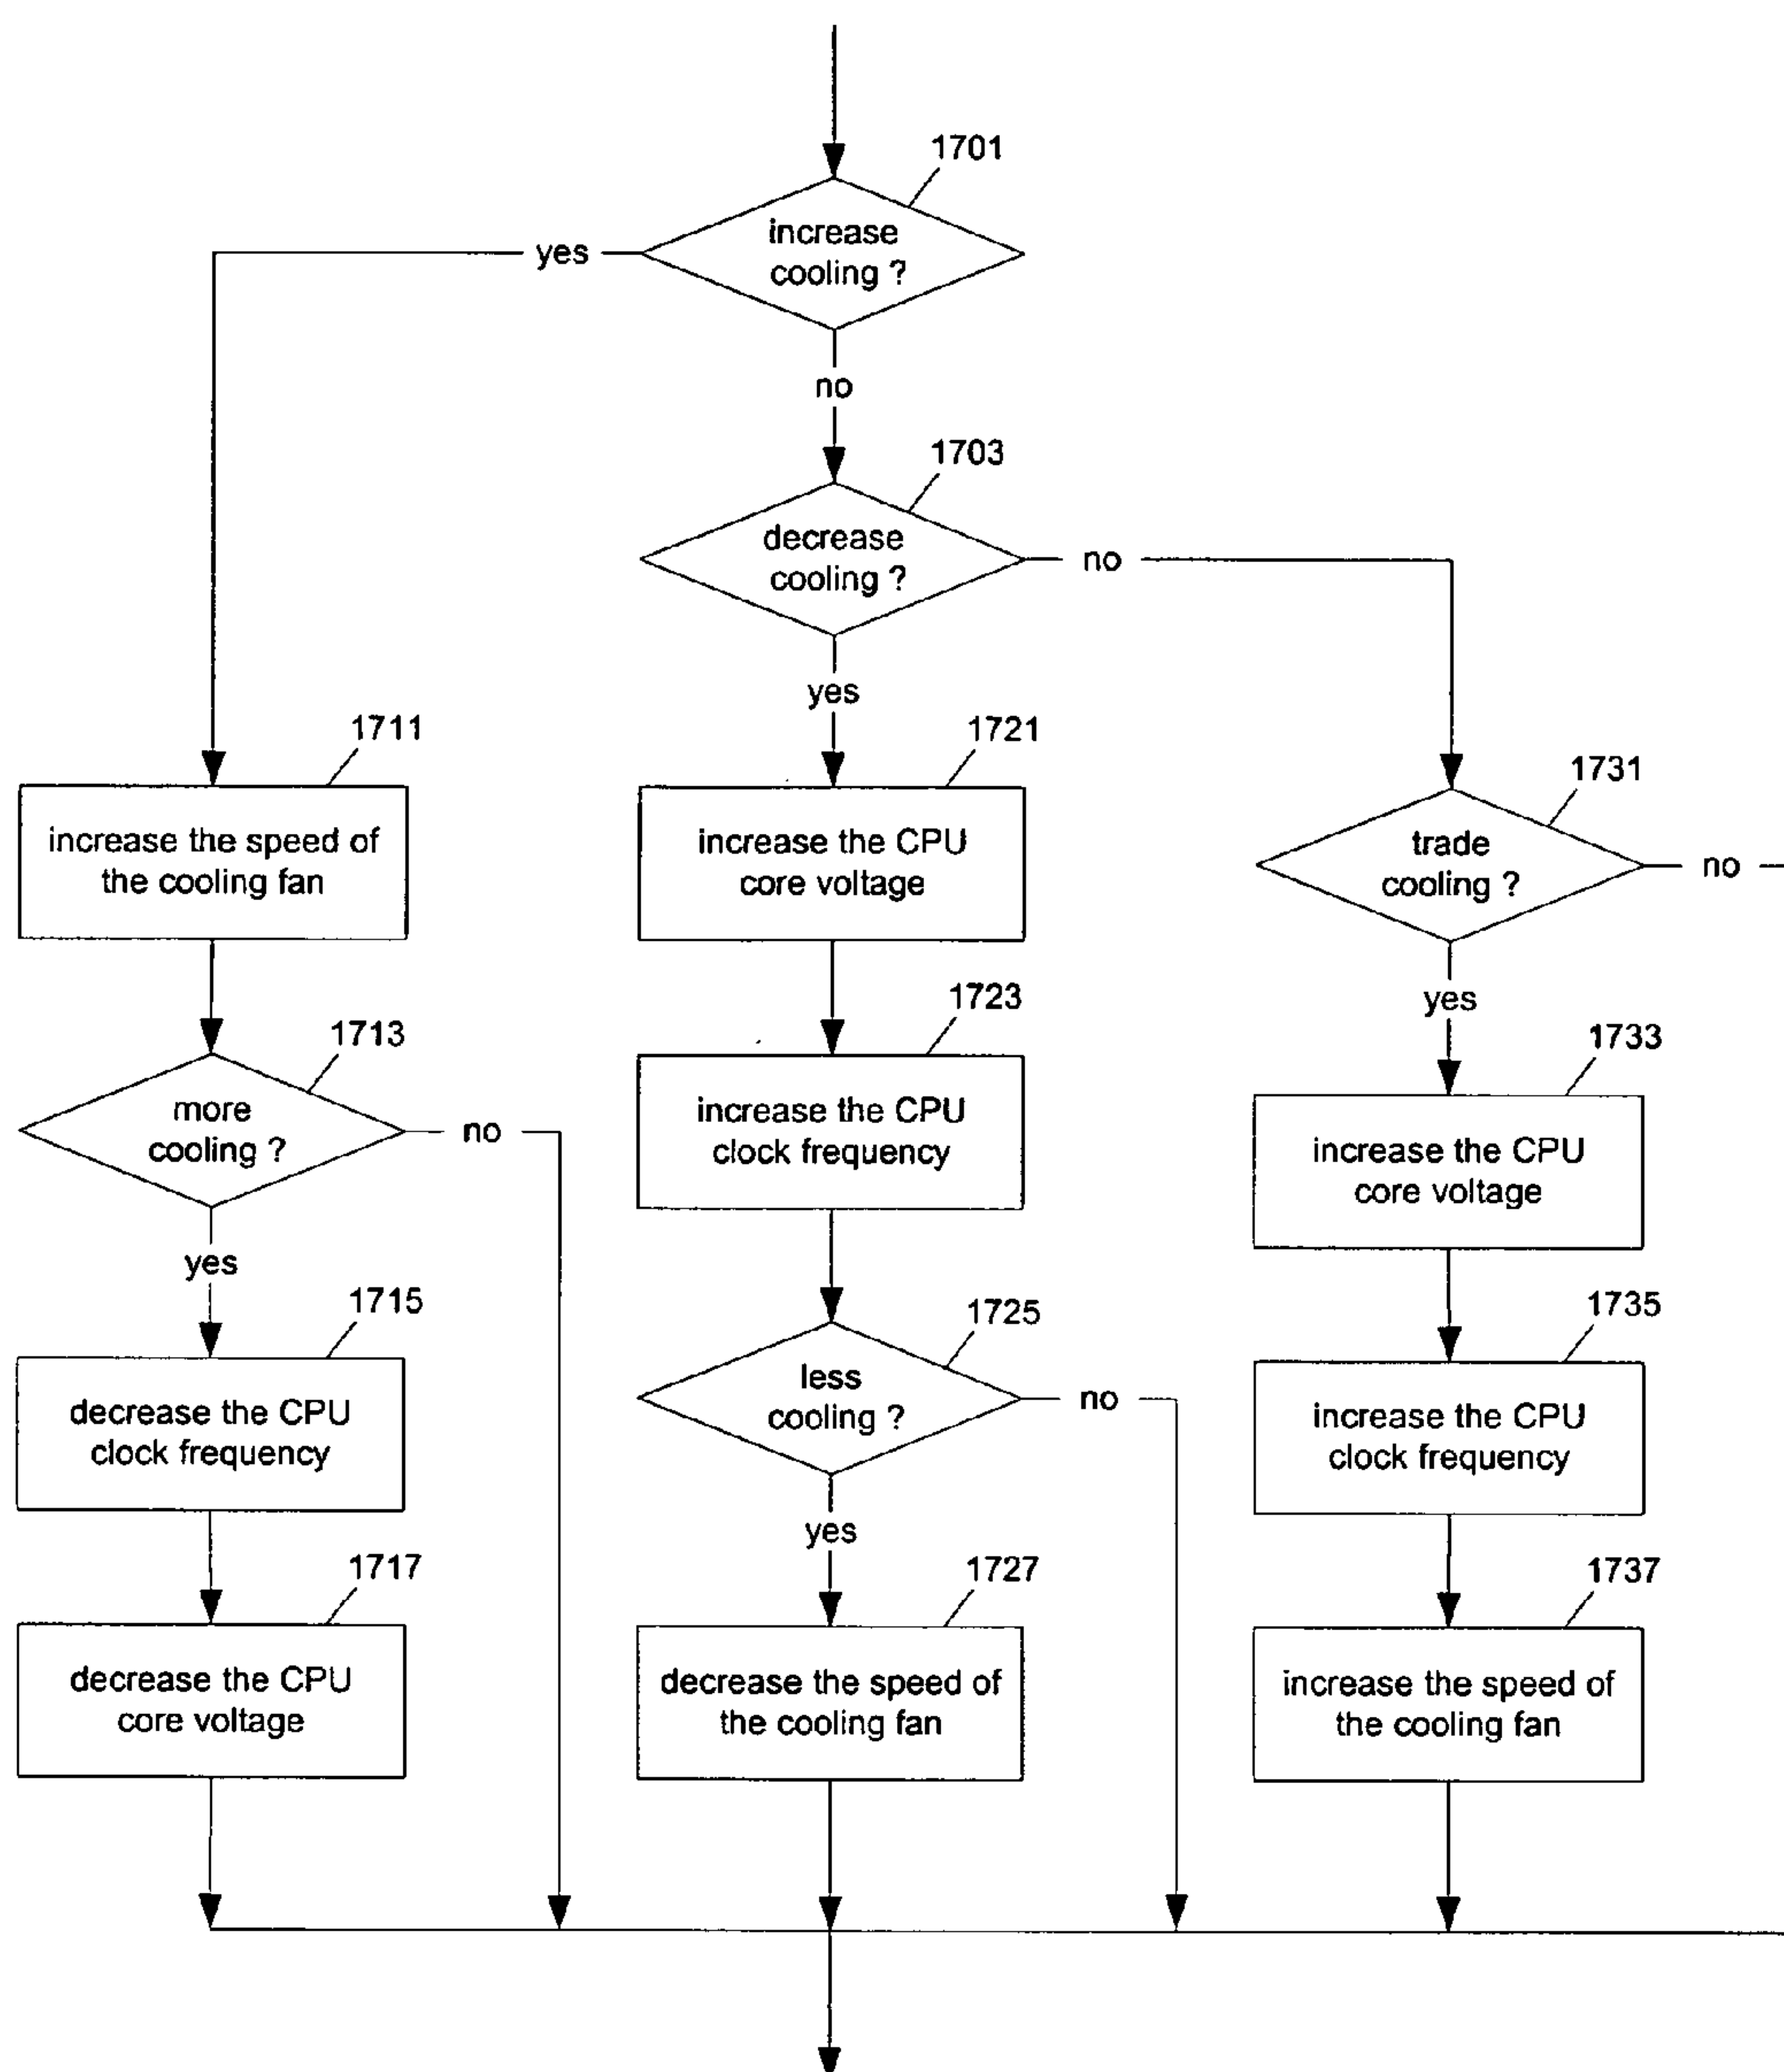 1701
increase
cooling ?
yes
no
1703
decrease
cooling ?
no
yes
1711
increase the speed of
the cooling fan
1721
increase the CPU
core voltage
1731
trade
cooling ?
no
yes
1713
more
cooling ?
no
yes
1723
increase the CPU
clock frequency
1733
increase the CPU
core voltage
1715
decrease the CPU
clock frequency
1725
less
cooling ?
no
yes
1735
increase the CPU
clock frequency
1717
decrease the CPU
core voltage
1727
decrease the speed of
the cooling fan
1737
increase the speed of
the cooling fan